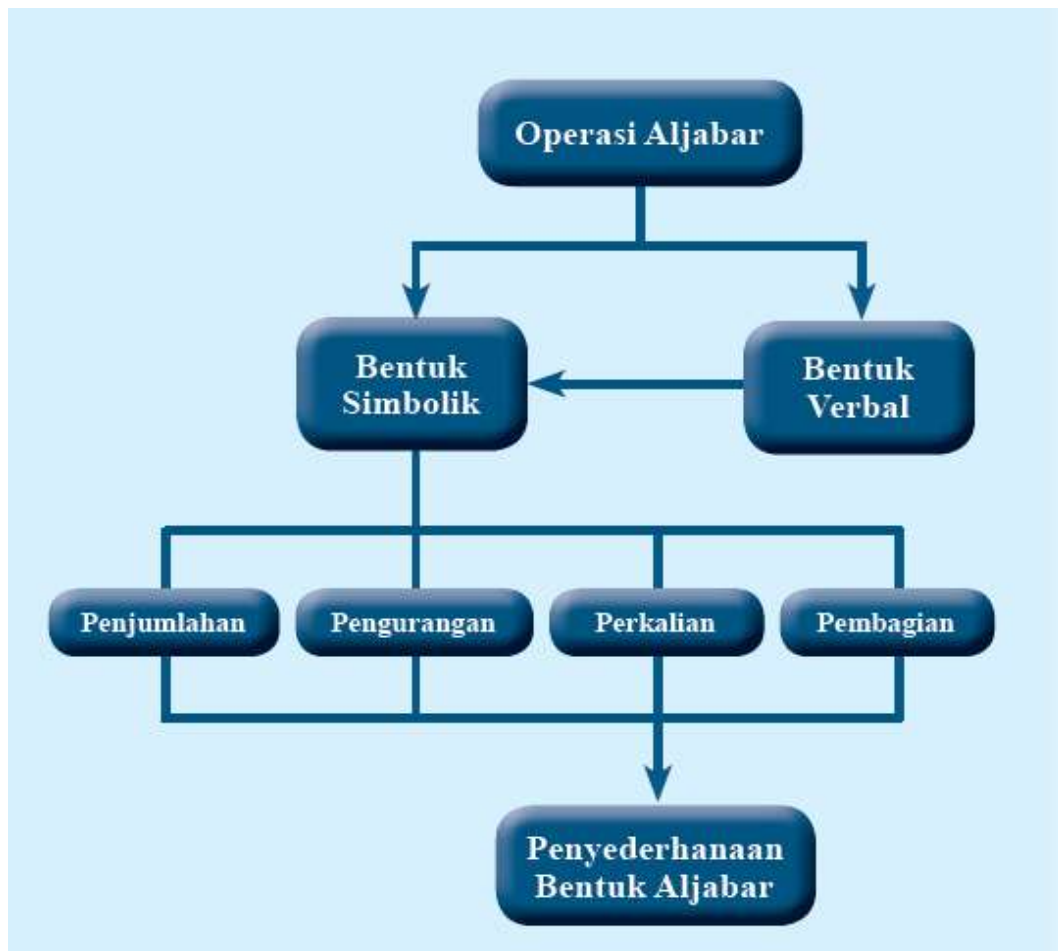 Operasi Aljabar
Bentuk
Simbolik
Bentuk
Verbal
Penjumlahan
Pengurangan
Perkalian
Pembagian
Penyederhanaan
Bentuk Aljabar